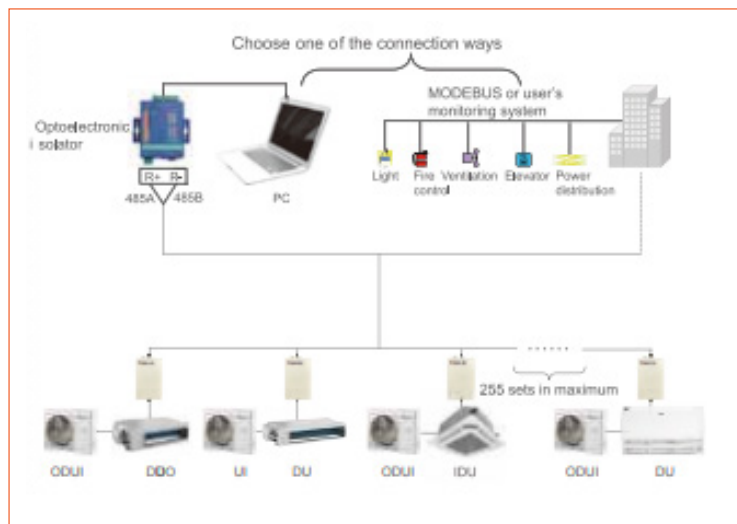 Choose one of the connection ways
MODEBUS or user's
monitoring system
Optoelectronic
i solator
R+ R-
485A 485B
PC
Light
Fire
control
Ventilation
Elevator
Power
distribution
......
255 sets in maximum
ODUI DDO UI DU ODUI IDU ODUI DU